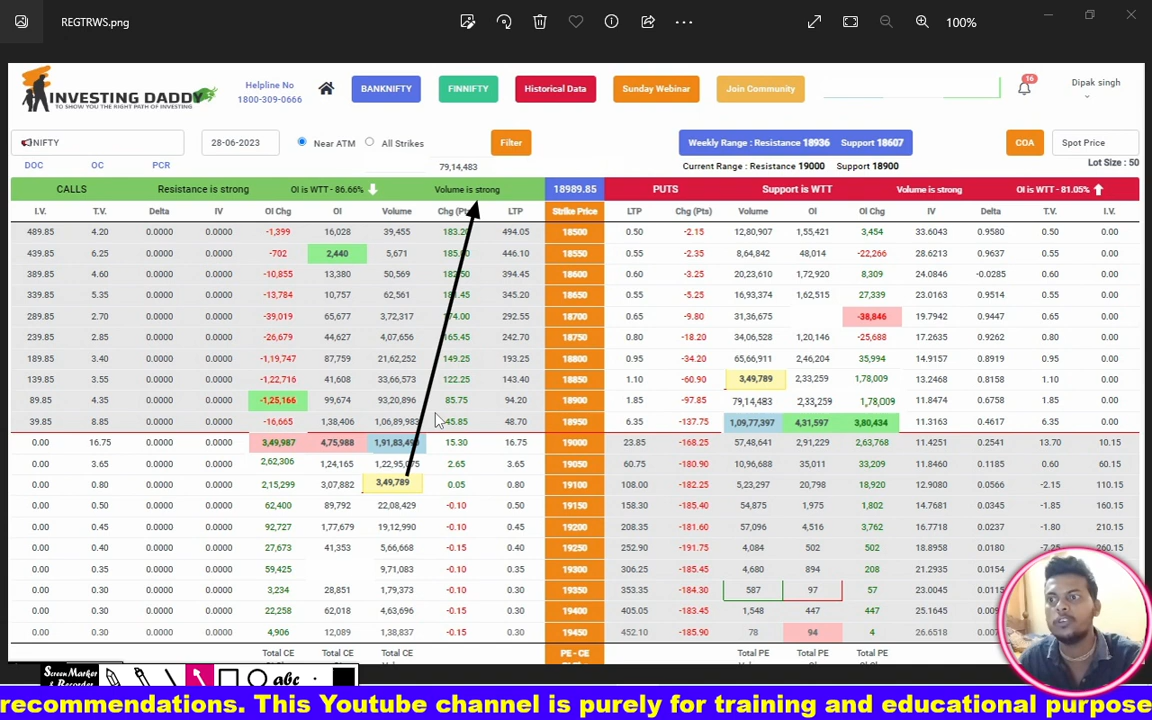 REGTRWS.png 100%
INVESTING DADDY
TO SHOW YOU THE RIGHT PATH OF INVESTING
Helpline No
1800-309-0666
BANKNIFTY FINNIFTY Historical Data Sunday Webinar Join Community 16 Dipak singh
NIFTY 28-06-2023 Near ATM All Strikes Filter Weekly Range : Resistance 18936 Support 18607 COA Spot Price
DOC OC PCR 79,14,483 Current Range : Resistance 19000 Support 18900 Lot Size : 50
CALLS Resistance is strong OI is WTT - 86.66% Volume is strong 18989.85 PUTS Support is WTT Volume is strong OI is WTT - 81.05%
I.V. T.V. Delta IV OI Chg OI Volume Chg (Pts) LTP Strike Price LTP Chg (Pts) Volume OI OI Chg IV Delta T.V. I.V.
489.85 4.20 0.0000 0.0000 -1,399 16,028 39,455 183.20 494.05 18500 0.50 -2.15 12,80,907 1,55,421 3,454 33.6043 0.9580 0.50 0.00
439.85 6.25 0.0000 0.0000 -702 2,440 5,671 446.10 18550 0.55 -2.35 8,64,842 48,014 -22,266 28.6213 0.9637 0.55 0.00
389.85 4.60 0.0000 0.0000 -10,855 13,380 50,569 394.45 18600 0.60 -3.25 20,23,610 1,72,920 8,309 24.0846 -0.0285 0.60 0.00
339.85 5.35 0.0000 0.0000 -13,784 10,757 62,561 345.20 18650 0.55 -5.25 16,93,374 1,62,515 27,339 23.0163 0.9514 0.55 0.00
289.85 2.70 0.0000 0.0000 -39,019 65,677 3,72,317 174.00 292.55 18700 0.65 -9.80 31,36,675 3,41,088 -38,846 19.7942 0.9447 0.65 0.00
239.85 2.85 0.0000 0.0000 -26,679 44,627 4,07,656 165.45 242.70 18750 0.80 -18.20 34,06,528 1,20,146 -25,688 17.2337 0.9262 0.80 0.00
189.85 3.40 0.0000 0.0000 -1,19,747 87,759 21,62,252 149.25 193.25 18800 0.95 -34.20 65,66,911 2,46,204 35,994 14.9157 0.8919 0.95 0.00
139.85 3.55 0.0000 0.0000 -1,22,716 41,608 33,66,573 122.25 143.40 18850 1.10 -60.90 3,49,789 2,33,259 1,78,009 13.2468 0.8158 1.10 0.00
89.85 4.35 0.0000 0.0000 -1,25,166 99,674 93,20,896 85.75 94.20 18900 1.85 -97.85 79,14,483 2,33,259 1,78,009 11.8474 0.6758 1.85 0.00
39.85 8.85 0.0000 0.0000 -16,665 1,38,406 1,06,89,983 45.85 48.70 18950 6.35 -137.75 1,09,77,397 4,31,597 3,80,434 11.3163 0.4617 6.35 0.00
0.00 16.75 0.0000 0.0000 3,49,987 4,75,988 15.30 16.75 19000 23.85 -168.25 57,48,641 2,91,229 2,63,768 11.4251 0.2541 13.70 10.15
0.00 3.65 0.0000 0.0000 2,62,306 1,24,165 2.65 3.65 19050 60.75 -180.90 10,96,688 35,011 33,209 11.8460 0.1185 0.60 60.15
0.00 0.80 0.0000 0.0000 2,15,299 3,07,882 3,49,789 0.05 0.80 19100 108.00 -182.25 5,23,297 20,798 18,920 12.9080 0.0566 -2.15 110.15
0.00 0.50 0.0000 0.0000 62,400 89,792 22,08,429 -0.10 0.50 19150 158.30 -185.40 54,875 1,975 1,802 14.7681 0.0345 -1.85 160.15
0.00 0.45 0.0000 0.0000 92,727 1,77,679 19,12,990 -0.10 0.45 19200 208.35 -181.60 57,096 4,516 3,762 16.7718 0.0237 -1.80 210.15
0.00 0.40 0.0000 0.0000 27,673 41,353 5,66,668 -0.15 0.40 19250 252.90 -191.75 4,084 502 502 18.8958 0.0180 -7.25 260.15
0.00 0.35 0.0000 0.0000 59,425 9,71,083 -0.10 0.35 19300 306.25 -185.45 4,680 894 208 21.2935 0.0154
0.00 0.30 0.0000 0.0000 3,234 28,851 1,79,373 -0.10 0.30 19350 353.35 -184.30 587 97 57 23.0045
0.00 0.30 0.0000 0.0000 22,258 62,018 4,63,696 -0.15 0.30 19400 405.05 -183.45 1,548 447 447 25.1645
0.00 0.30 0.0000 0.0000 4,906 12,089 1,38,837 -0.15 0.30 19450 452.10 -185.90 78 94 4 26.6518
Total CE Total CE Total CE PE - CE Total PE Total PE Total PE
Screen Marker
& Recorder abc
recommendations. This Youtube channel is purely for training and educational purpose